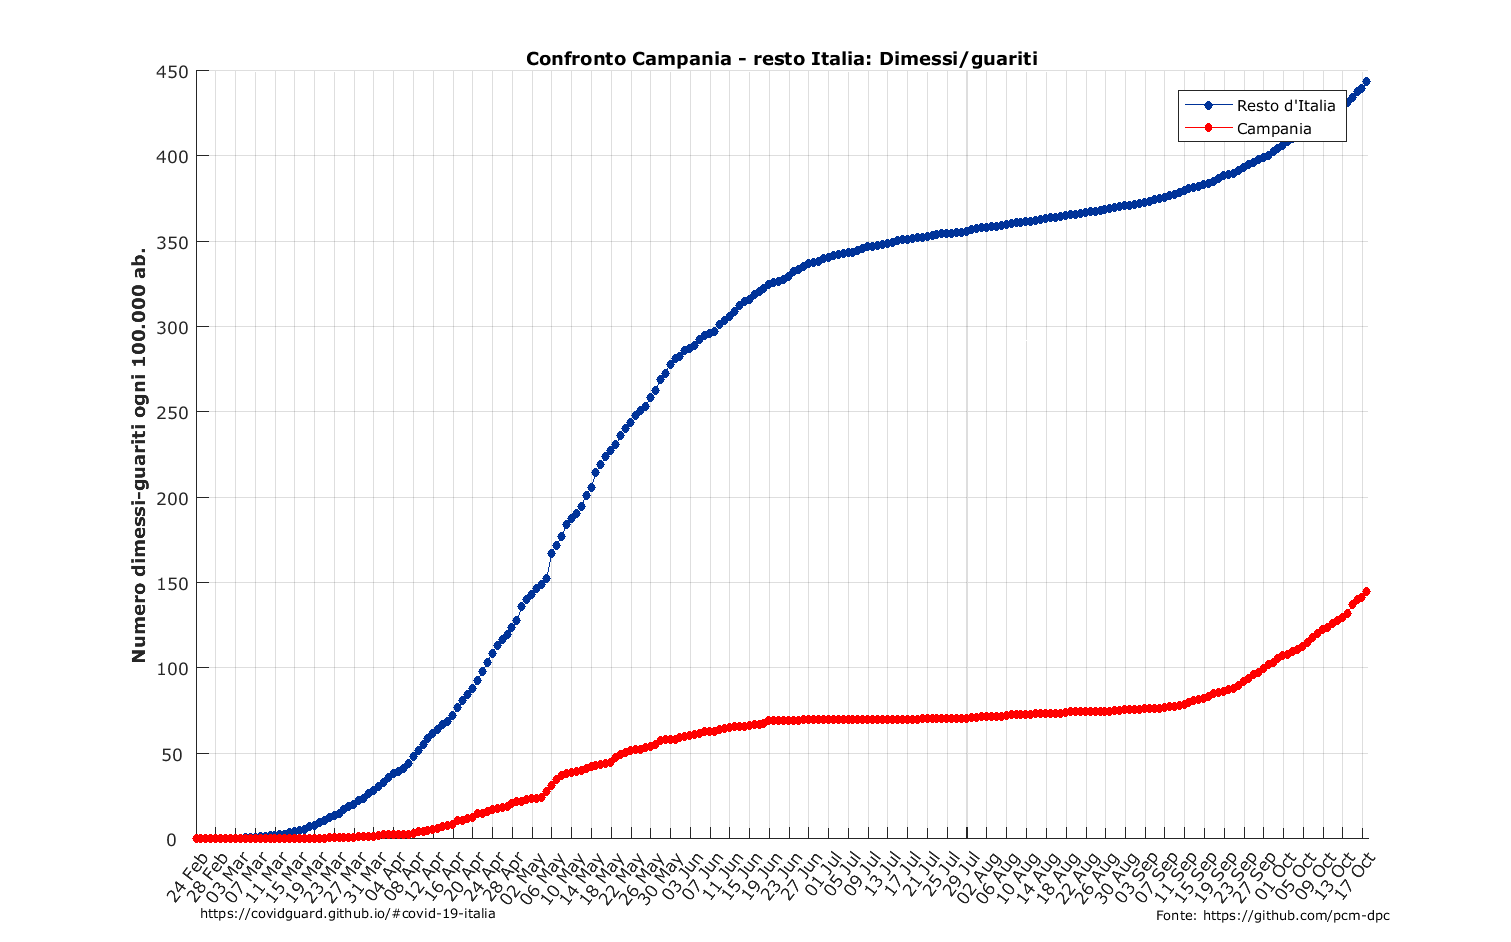 Confronto Campania - resto Italia: Dimessi/guariti
Numero dimessi-guariti ogni 100.000 ab.
450
400
350
300
250
200
150
100
50
0
Resto d'Italia
Campania
24 Feb
28 Feb
03 Mar
07 Mar
11 Mar
15 Mar
19 Mar
23 Mar
27 Mar
31 Mar
04 Apr
08 Apr
12 Apr
16 Apr
20 Apr
24 Apr
28 Apr
02 May
06 May
10 May
14 May
18 May
22 May
26 May
30 May
03 Jun
07 Jun
11 Jun
15 Jun
19 Jun
23 Jun
27 Jun
01 Jul
05 Jul
09 Jul
13 Jul
17 Jul
21 Jul
25 Jul
29 Jul
02 Aug
06 Aug
10 Aug
14 Aug
18 Aug
22 Aug
26 Aug
30 Aug
03 Sep
07 Sep
11 Sep
15 Sep
19 Sep
23 Sep
27 Sep
01 Oct
05 Oct
09 Oct
13 Oct
17 Oct
https://covidguard.github.io/#covid-19-italia
Fonte: https://github.com/pcm-dpc